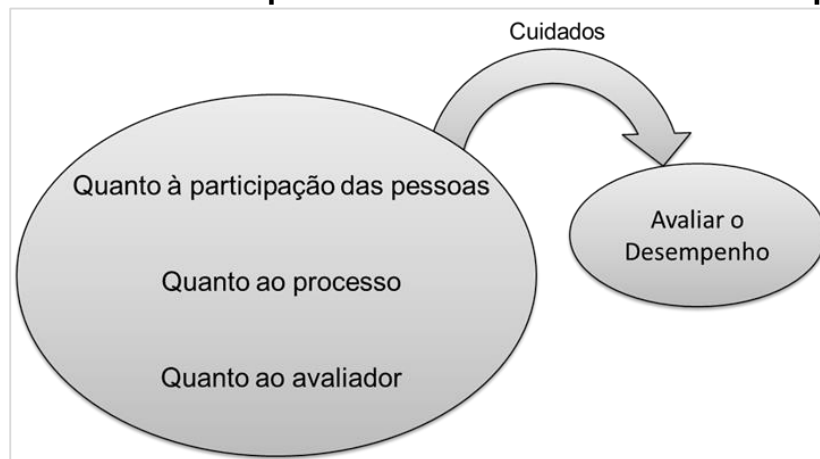 Cuidados
Quanto à participação das pessoas
Quanto ao processo
Quanto ao avaliador
Avaliar o
Desempenho